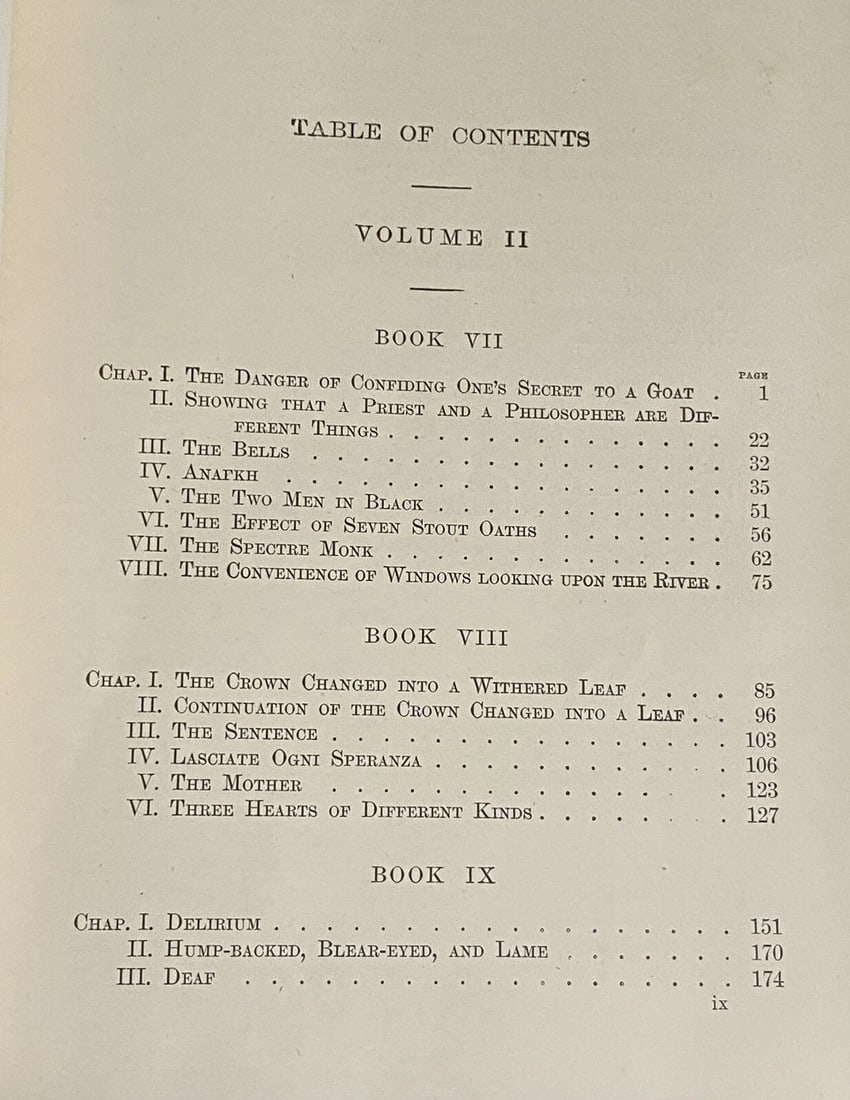 TABLE OF CONTENTS
VOLUME II
BOOK VII
PAGE
CHAP. I. THE DANGER OF CONFIDING ONE'S SECRET TO A GOAT . 1
II. SHOWING THAT A PRIEST AND A PHILOSOPHER ARE DIF-
FERENT THINGS . . . . . . . . . . . . . 22
III. THE BELLS . . . . . . . . . . . . . . . . 32
IV. ANAΓKH . . . . . . . . . . . . . . . . . 35
V. THE TWO MEN IN BLACK . . . . . . . . . . . 51
VI. THE EFFECT OF SEVEN STOUT OATHS . . . . . . . 56
VII. THE SPECTRE MONK . . . . . . . . . . . . . 62
VIII. THE CONVENIENCE OF WINDOWS LOOKING UPON THE RIVER . 75
BOOK VIII
CHAP. I. THE CROWN CHANGED INTO A WITHERED LEAF . . . . 85
II. CONTINUATION OF THE CROWN CHANGED INTO A LEAF . . . 96
III. THE SENTENCE . . . . . . . . . . . . . . . . 103
IV. LASCIATE OGNI SPERANZA . . . . . . . . . . . . 106
V. THE MOTHER . . . . . . . . . . . . . . . . 123
VI. THREE HEARTS OF DIFFERENT KINDS . . . . . . . . 127
BOOK IX
CHAP. I. DELIRIUM . . . . . . . . . . . . . . . . . . 151
II. HUMP-BACKED, BLEAR-EYED, AND LAME . . . . . . . 170
III. DEAF . . . . . . . . . . . . . . . . . . . 174
ix